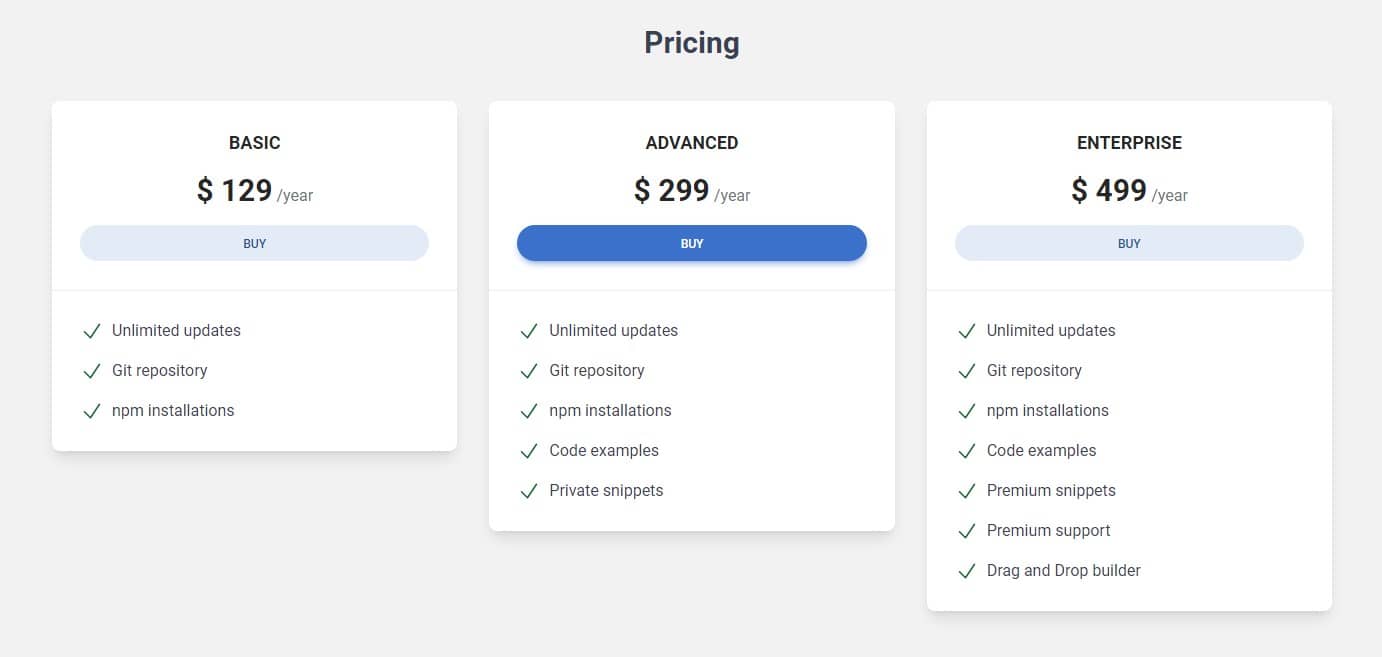 Pricing
BASIC
$ 129 /year
BUY
Unlimited updates
Git repository
npm installations
ADVANCED
$ 299 /year
BUY
Unlimited updates
Git repository
npm installations
Code examples
Private snippets
ENTERPRISE
$ 499 /year
BUY
Unlimited updates
Git repository
npm installations
Code examples
Premium snippets
Premium support
Drag and Drop builder